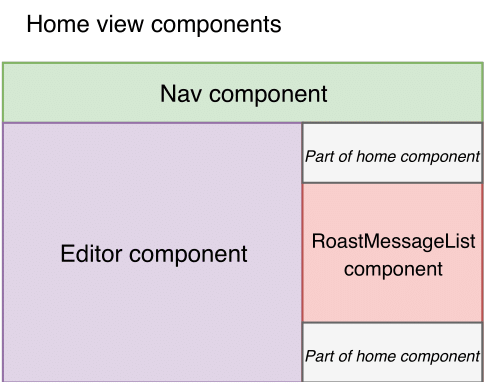 Home view components
Nav component
Part of home component
Editor component
RoastMessageList
component
Part of home component